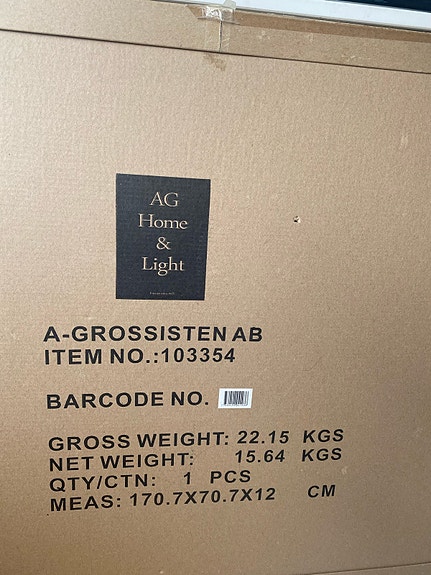 AG
Home
&
Light
A-GROSSISTEN AB
ITEM NO.:103354
BARCODE NO.
GROSS WEIGHT: 22.15 KGS
NET WEIGHT: 15.64 KGS
QTY/CTN: 1 PCS
MEAS: 170.7X70.7X12 CM